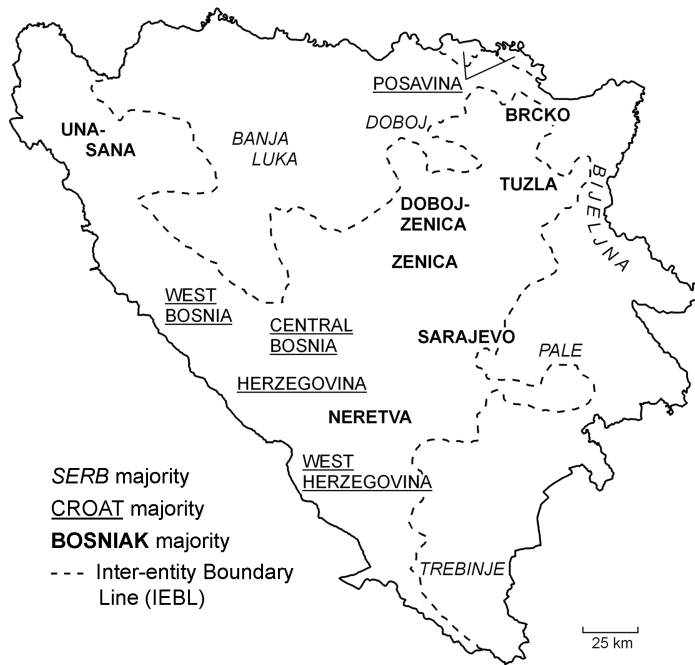 POSAVINA
BRCKO
DOBOJ
UNA-
SANA
BANJA
LUKA
TUZLA
BIJELJNA
DOBOJ-
ZENICA
ZENICA
WEST
BOSNIA
CENTRAL
BOSNIA
SARAJEVO
PALE
HERZEGOVINA
NERETVA
WEST
HERZEGOVINA
TREBINJE
SERB majority
CROAT majority
BOSNIAK majority
Inter-entity Boundary
Line (IEBL)
25 km